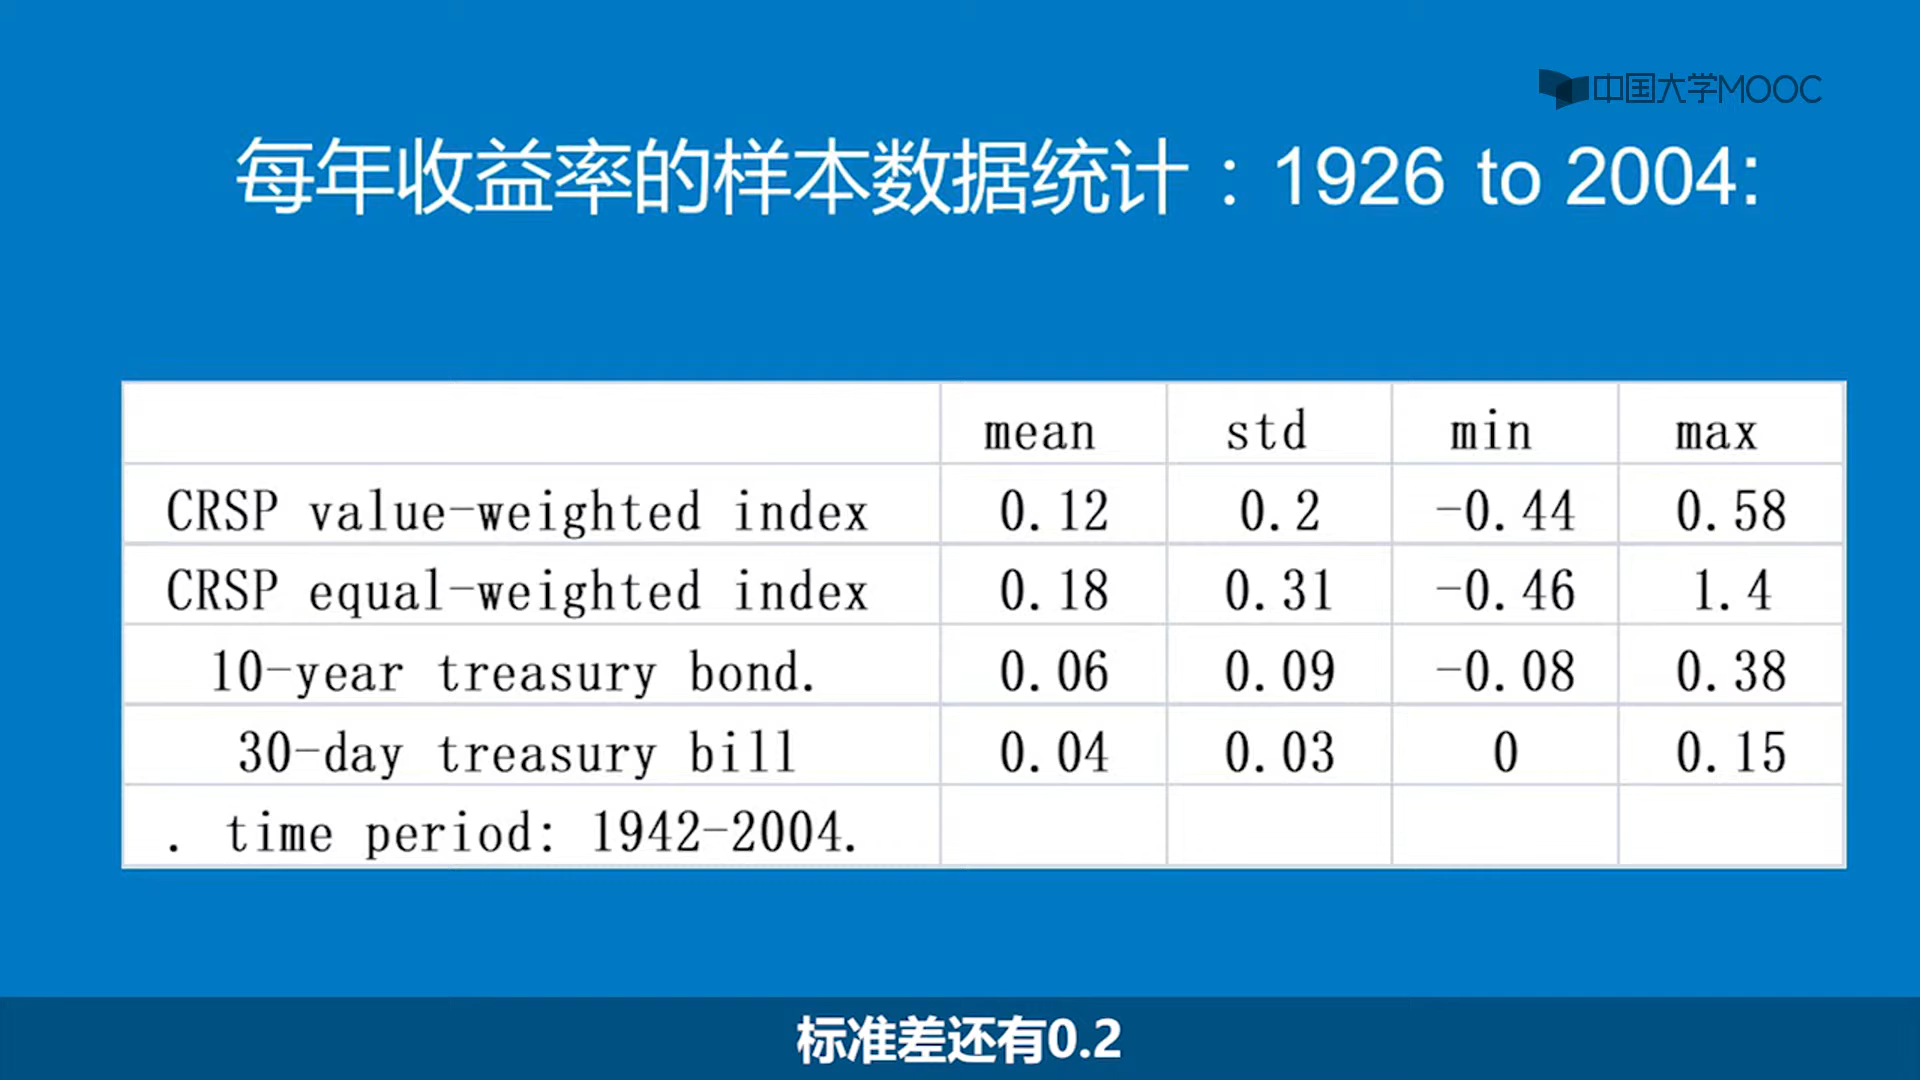 中国大学MOOC
每年收益率的样本数据统计：1926 to 2004:
mean std min max
CRSP value-weighted index 0.12 0.2 -0.44 0.58
CRSP equal-weighted index 0.18 0.31 -0.46 1.4
10-year treasury bond. 0.06 0.09 -0.08 0.38
30-day treasury bill 0.04 0.03 0 0.15
. time period: 1942-2004.
标准差还有0.2